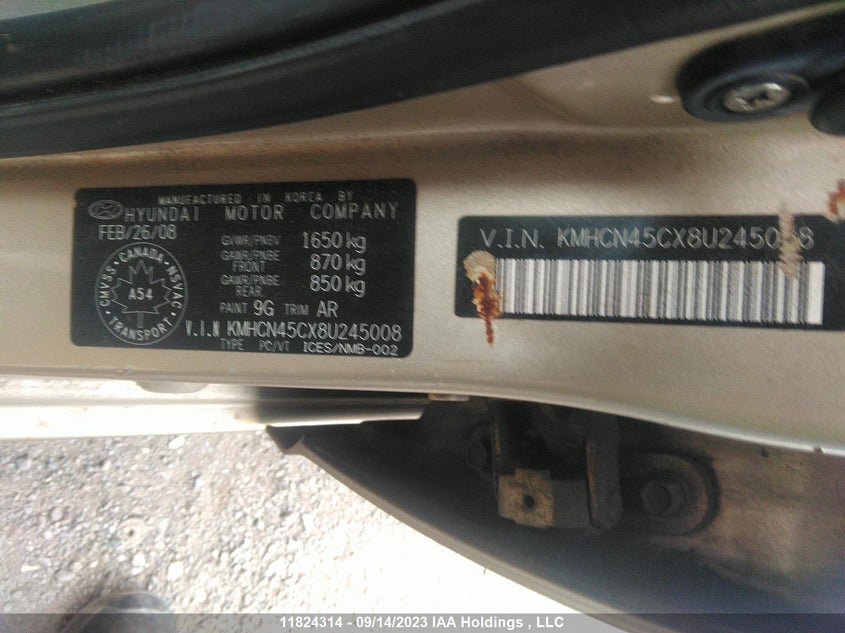 MANUFACTURED IN KOREA BY
HYUNDAI MOTOR COMPANY
FEB/26/08
GVWR/PNBV 1650 kg
GAWR/PNBE FRONT 870 kg
GAWR/PNBE REAR 850 kg
PAINT 9G TRIM AR
V.I.N KMHCN45CX8U245008
TYPE PC/VT ICES/NMB-002
CMVSS · CANADA · NSVAC
A54
TRANSPORT
V.I.N. KMHCN45CX8U245008
11824314 - 09/14/2023 IAA Holdings , LLC